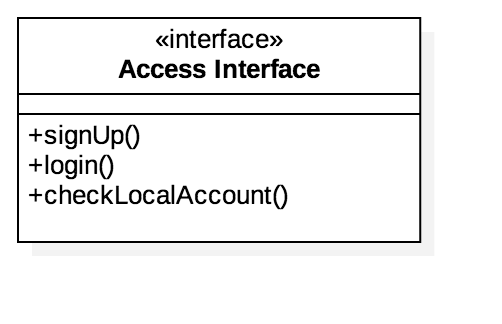 «interface»
Access Interface
+signUp()
+login()
+checkLocalAccount()